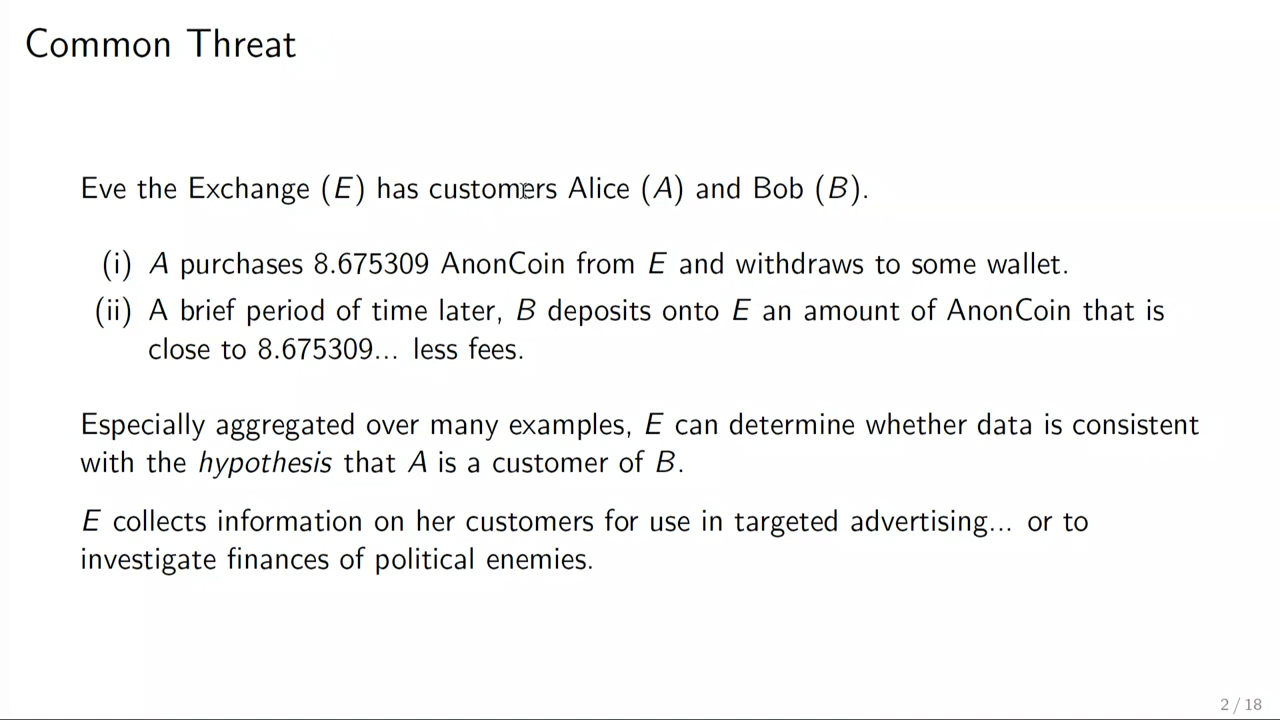 Common Threat
Eve the Exchange (E) has customers Alice (A) and Bob (B).
(i) A purchases 8.675309 AnonCoin from E and withdraws to some wallet.
(ii) A brief period of time later, B deposits onto E an amount of AnonCoin that is
close to 8.675309... less fees.
Especially aggregated over many examples, E can determine whether data is consistent
with the hypothesis that A is a customer of B.
E collects information on her customers for use in targeted advertising... or to
investigate finances of political enemies.
2 / 18